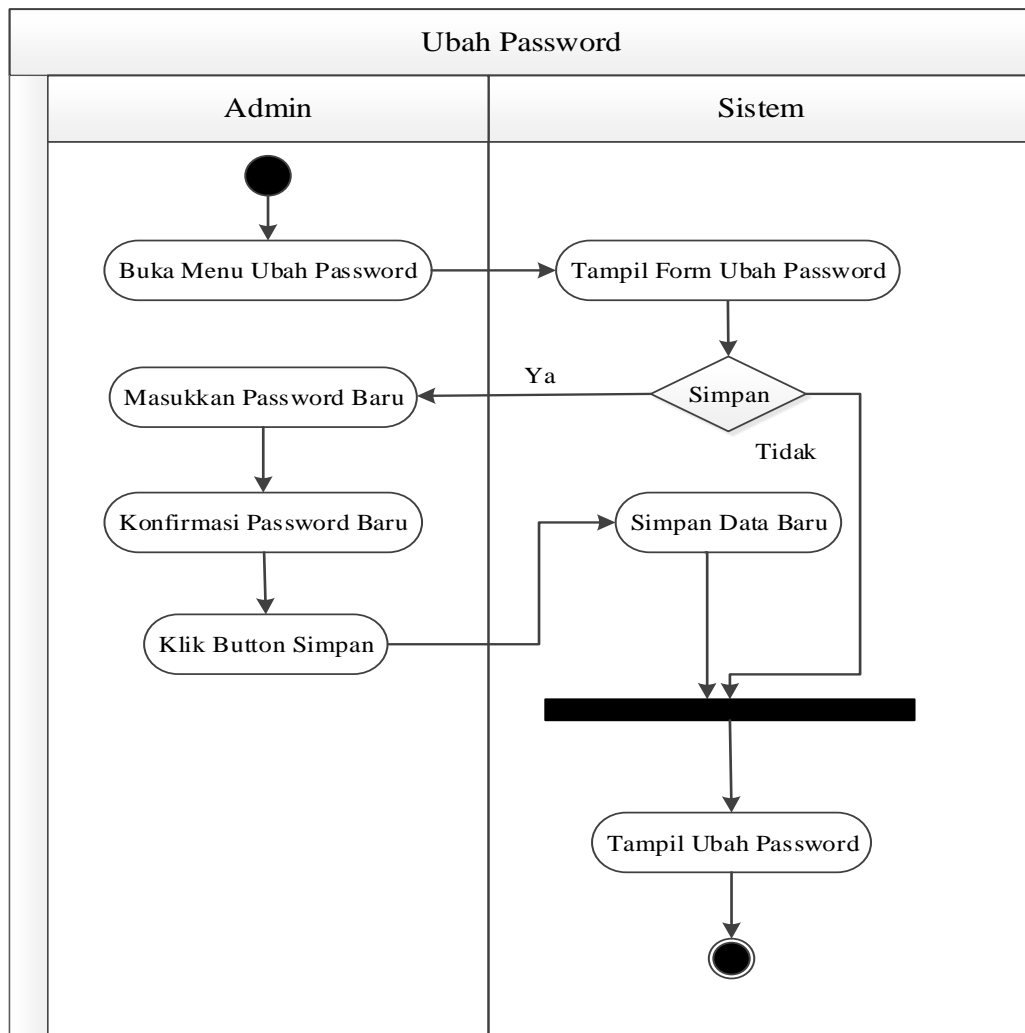 Ubah Password
Admin
Sistem
Buka Menu Ubah Password
Tampil Form Ubah Password
Ya
Masukkan Password Baru
Simpan
Tidak
Konfirmasi Password Baru
Simpan Data Baru
Klik Button Simpan
Tampil Ubah Password